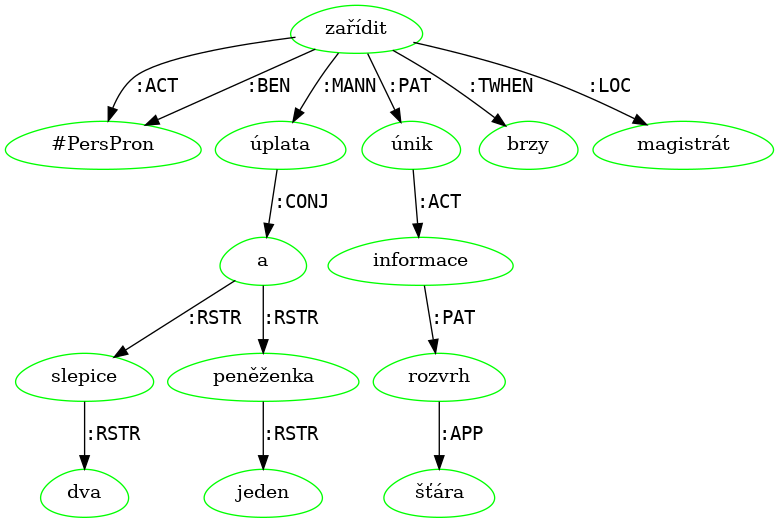 zařídit
:ACT :BEN :MANN :PAT :TWHEN :LOC
#PersPron úplata únik brzy magistrát
:CONJ :ACT
a informace
:RSTR :RSTR :PAT
slepice peněženka rozvrh
:RSTR :RSTR :APP
dva jeden šťára